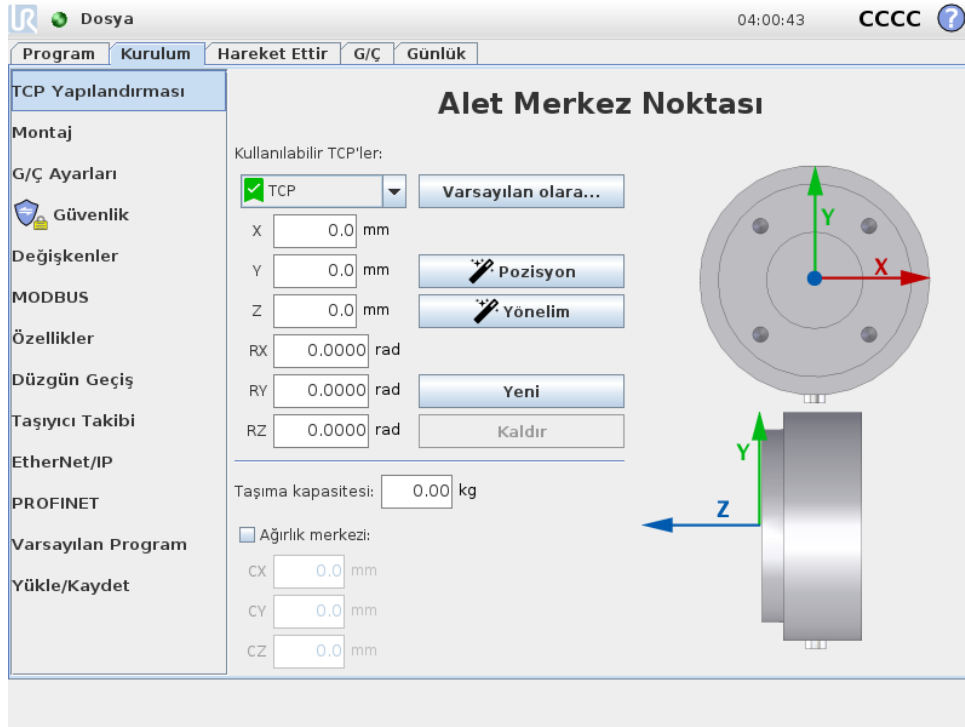 UR Dosya 04:00:43 CCCC ?
Program Kurulum Hareket Ettir G/Ç Günlük
TCP Yapılandırması
Montaj
G/Ç Ayarları
Güvenlik
Değişkenler
MODBUS
Özellikler
Düzgün Geçiş
Taşıyıcı Takibi
EtherNet/IP
PROFINET
Varsayılan Program
Yükle/Kaydet
Alet Merkez Noktası
Kullanılabilir TCP'ler:
TCP Varsayılan olara...
X 0.0 mm
Y 0.0 mm Pozisyon
Z 0.0 mm Yönelim
RX 0.0000 rad
RY 0.0000 rad Yeni
RZ 0.0000 rad Kaldır
Taşıma kapasitesi: 0.00 kg
Ağırlık merkezi:
CX 0.0 mm
CY 0.0 mm
CZ 0.0 mm
Y
X
Y
Z